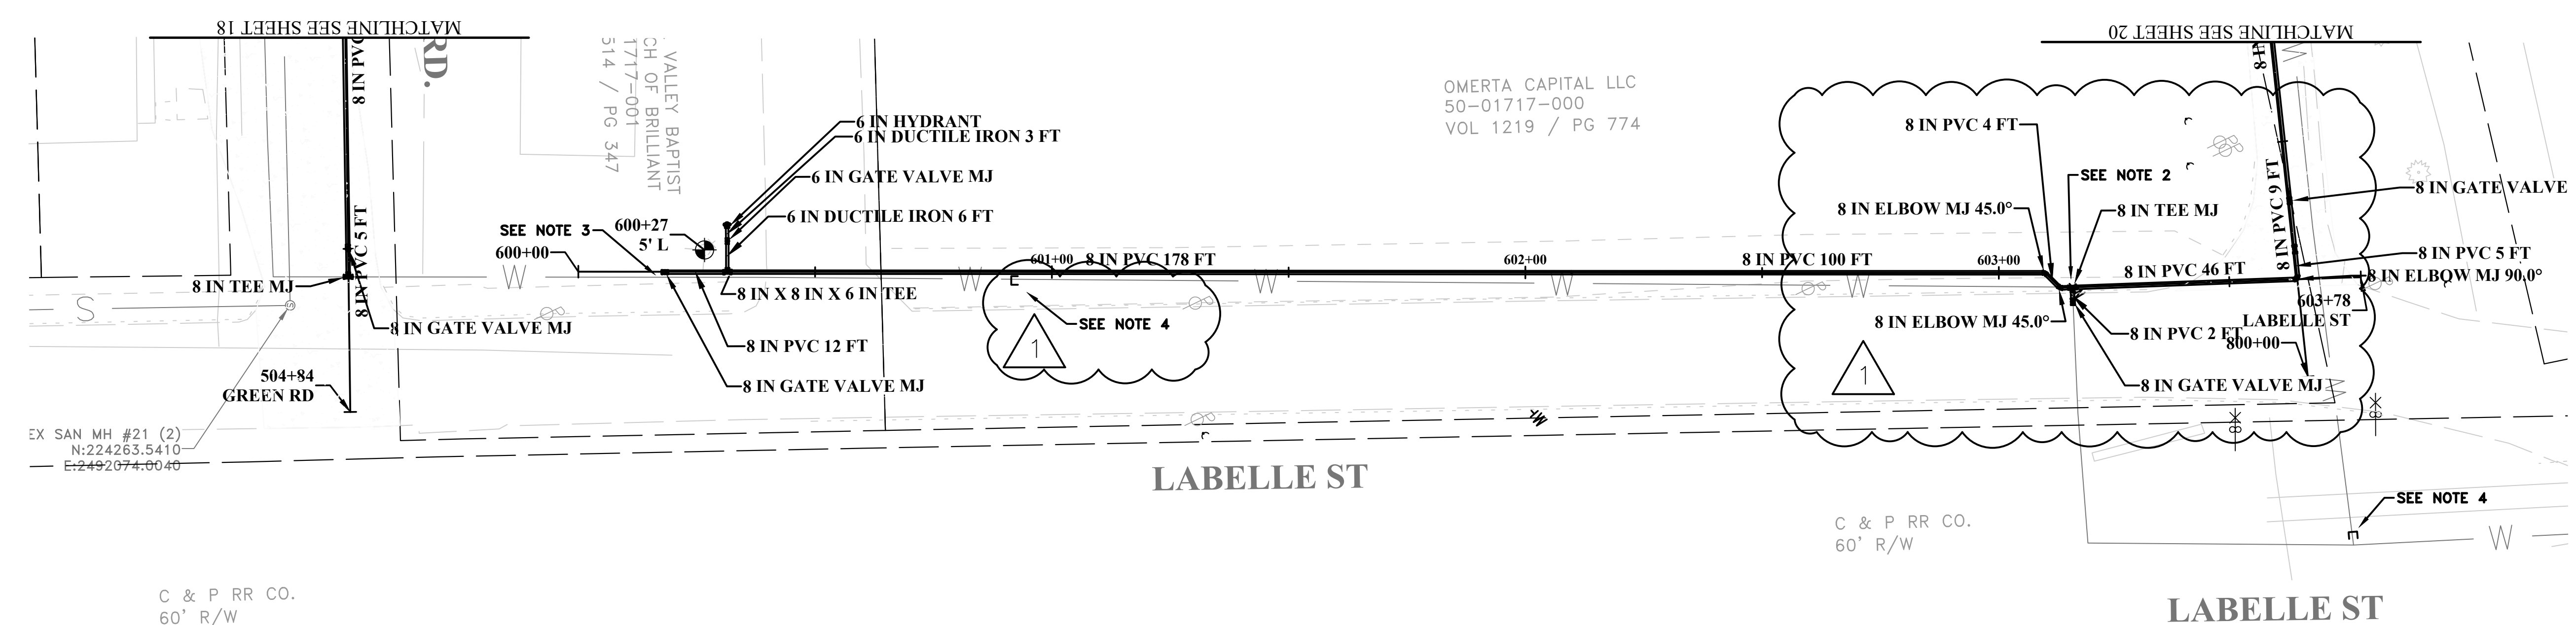 MATCHLINE SEE SHEET 18
MATCHLINE SEE SHEET 20
8 IN PVC
RD.
VALLEY BAPTIST
CH OF BRILLIANT
1717-001
514 / PG 347
OMERTA CAPITAL LLC
50-01717-000
VOL 1219 / PG 774
6 IN HYDRANT
6 IN DUCTILE IRON 3 FT
6 IN GATE VALVE MJ
6 IN DUCTILE IRON 6 FT
8 IN PVC 4 FT
SEE NOTE 2
8 IN ELBOW MJ 45.0°
8 IN TEE MJ
8 IN PVC 9 FT
8 IN GATE VALVE
8 IN PVC 5 FT
SEE NOTE 3
600+27
5' L
600+00
8 IN TEE MJ
8 IN PVC 5 FT
W
W
W
W
W
W
W
S
S
601+00
8 IN PVC 178 FT
602+00
8 IN PVC 100 FT
603+00
8 IN PVC 46 FT
8 IN ELBOW MJ 90.0°
603+78
LABELLE ST
8 IN X 8 IN X 6 IN TEE
SEE NOTE 4
1
8 IN GATE VALVE MJ
8 IN PVC 12 FT
8 IN GATE VALVE MJ
8 IN ELBOW MJ 45.0°
8 IN PVC 2 FT
800+00
1
8 IN GATE VALVE MJ
504+84
GREEN RD
EX SAN MH #21 (2)
N:224263.5410
E:2492074.0040
LABELLE ST
SEE NOTE 4
C & P RR CO.
60' R/W
W
C & P RR CO.
60' R/W
LABELLE ST